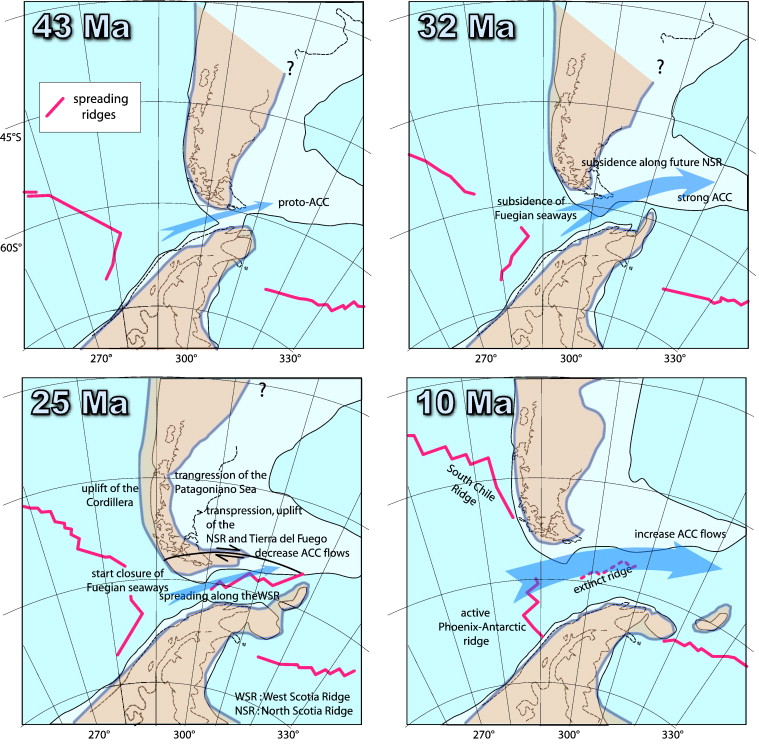 43 Ma
?
spreading
ridges
45°S
proto-ACC
60°S
270°
300°
330°
32 Ma
?
subsidence along future NSR
subsidence of
Fuegian seaways
strong ACC
270°
300°
330°
25 Ma
?
trangression of the
Patagoniano Sea
uplift of the
Cordillera
transpression, uplift
of the
NSR and Tierra del Fuego
decrease ACC flows
start closure of
Fuegian seaways
spreading along theWSR
WSR : West Scotia Ridge
NSR : North Scotia Ridge
270°
300°
330°
10 Ma
South Chile
Ridge
increase ACC flows
extinct ridge
active
Phoenix-Antarctic
ridge
270°
300°
330°